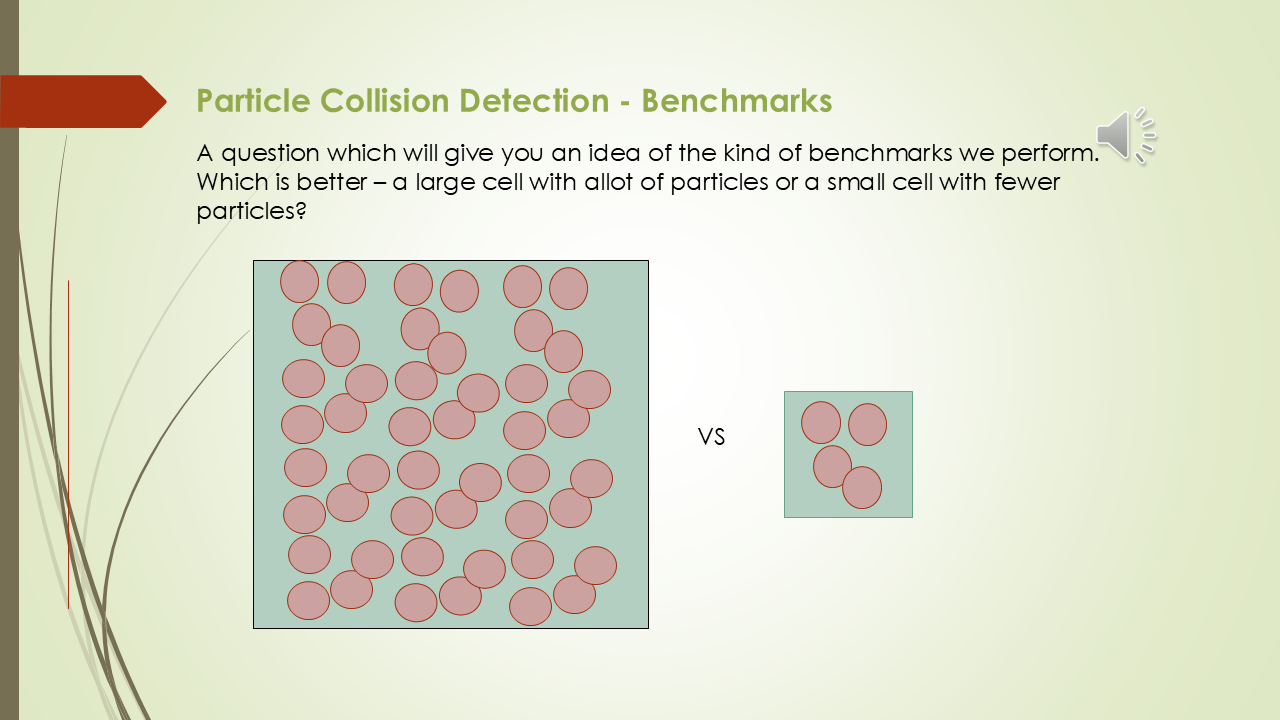 Particle Collision Detection - Benchmarks
A question which will give you an idea of the kind of benchmarks we perform.
Which is better – a large cell with allot of particles or a small cell with fewer
particles?
VS